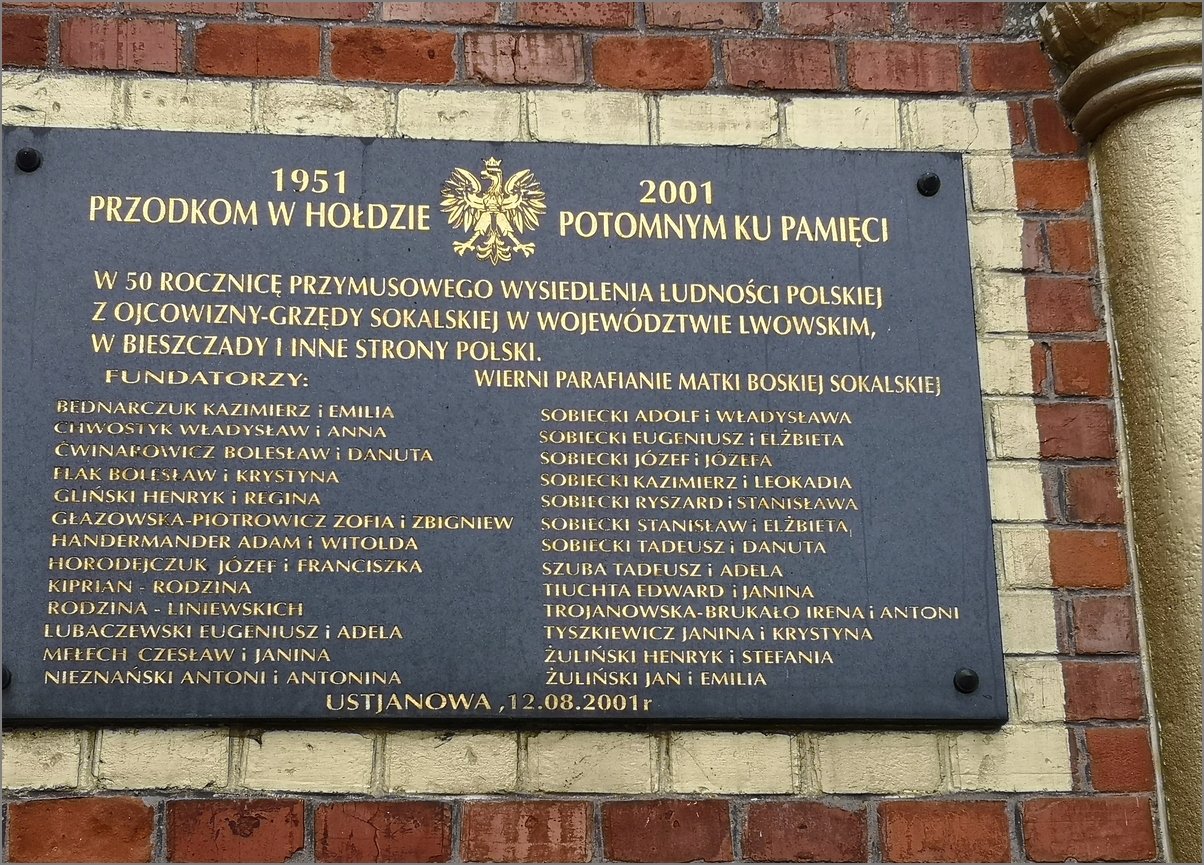 1951
PRZODKOM W HOŁDZIE
2001
POTOMNYM KU PAMIĘCI
W 50 ROCZNICĘ PRZYMUSOWEGO WYSIEDLENIA LUDNOŚCI POLSKIEJ
Z OJCOWIZNY-GRZĘDY SOKALSKIEJ W WOJEWÓDZTWIE LWOWSKIM,
W BIESZCZADY I INNE STRONY POLSKI.
FUNDATORZY:
WIERNI PARAFIANIE MATKI BOSKIEJ SOKALSKIEJ
BEDNARCZUK KAZIMIERZ i EMILIA
CHWOSTYK WŁADYSŁAW i ANNA
ĆWINAROWICZ BOLESŁAW i DANUTA
FLAK BOLESŁAW i KRYSTYNA
GLIŃSKI HENRYK i REGINA
GŁAZOWSKA-PIOTROWICZ ZOFIA i ZBIGNIEW
HANDERMANDER ADAM i WITOLDA
HORODEJCZUK JÓZEF i FRANCISZKA
KIPRIAN - RODZINA
RODZINA - LINIEWSKICH
LUBACZEWSKI EUGENIUSZ i ADELA
MEŁECH CZESŁAW i JANINA
NIEZNAŃSKI ANTONI i ANTONINA
SOBIECKI ADOLF i WŁADYSŁAWA
SOBIECKI EUGENIUSZ i ELŻBIETA
SOBIECKI JÓZEF i JÓZEFA
SOBIECKI KAZIMIERZ i LEOKADIA
SOBIECKI RYSZARD i STANISŁAWA
SOBIECKI STANISŁAW i ELŻBIETA
SOBIECKI TADEUSZ i DANUTA
SZUBA TADEUSZ i ADELA
TIUCHTA EDWARD i JANINA
TROJANOWSKA-BRUKAŁO IRENA i ANTONI
TYSZKIEWICZ JANINA i KRYSTYNA
ŻULIŃSKI HENRYK i STEFANIA
ŻULIŃSKI JAN i EMILIA
USTJANOWA ,12.08.2001r